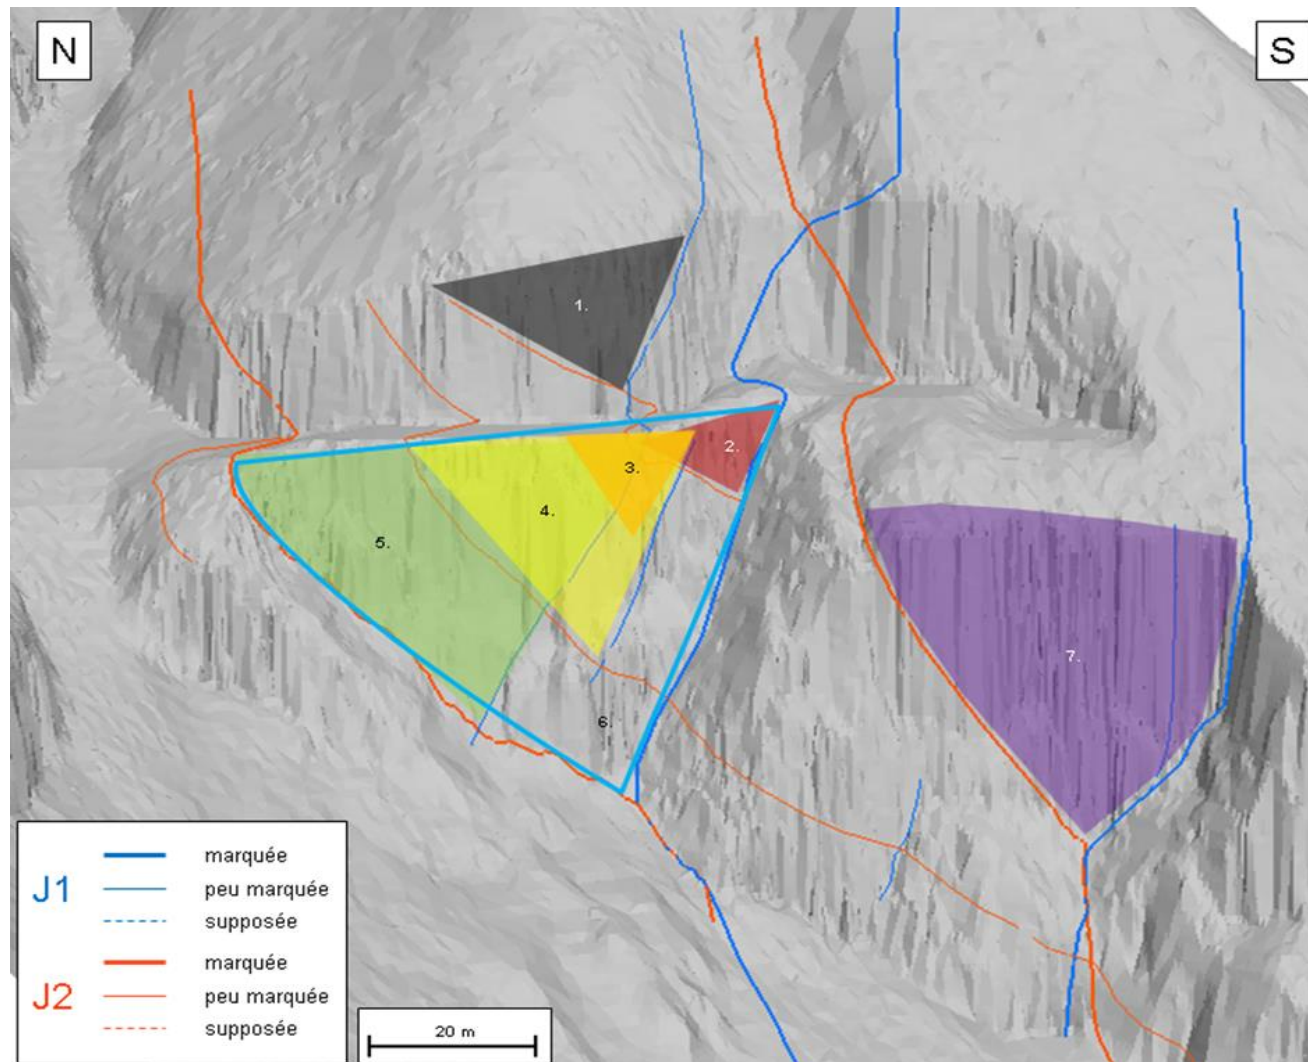 N
S
1.
2.
3.
4.
5.
6.
7.
J1
marquée
peu marquée
supposée
J2
marquée
peu marquée
supposée
20 m